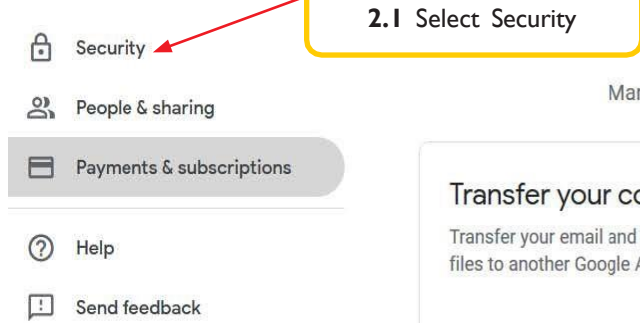 2.1 Select Security
Security
People & sharing
Payments & subscriptions
Help
Send feedback
Transfer your
Transfer your email and
files to another Google